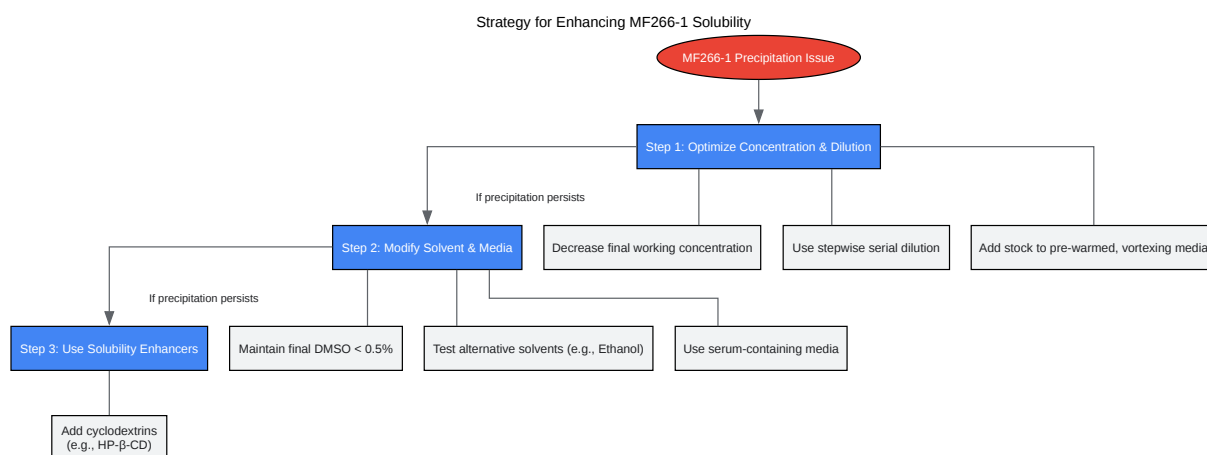 Strategy for Enhancing MF266-1 Solubility
MF266-1 Precipitation Issue
Step 1: Optimize Concentration & Dilution
If precipitation persists
Step 2: Modify Solvent & Media
Decrease final working concentration
Use stepwise serial dilution
Add stock to pre-warmed, vortexing media
If precipitation persists
Step 3: Use Solubility Enhancers
Maintain final DMSO < 0.5%
Test alternative solvents (e.g., Ethanol)
Use serum-containing media
Add cyclodextrins
(e.g., HP-β-CD)